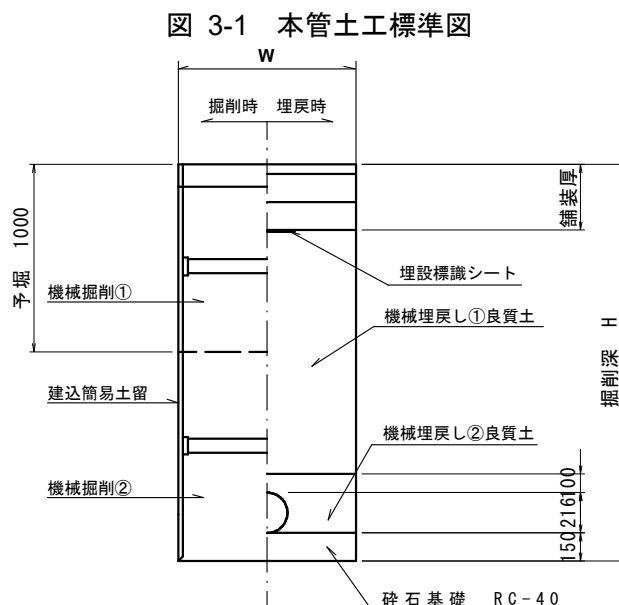 図 3-1 本管土工標準図
W
掘削時 埋戻時
舗装厚
予堀 1000
埋設標識シート
機械掘削①
機械埋戻し①良質土
掘削深 H
建込簡易土留
機械埋戻し②良質土
機械掘削②
100
216
150
砕石基礎 RC-40